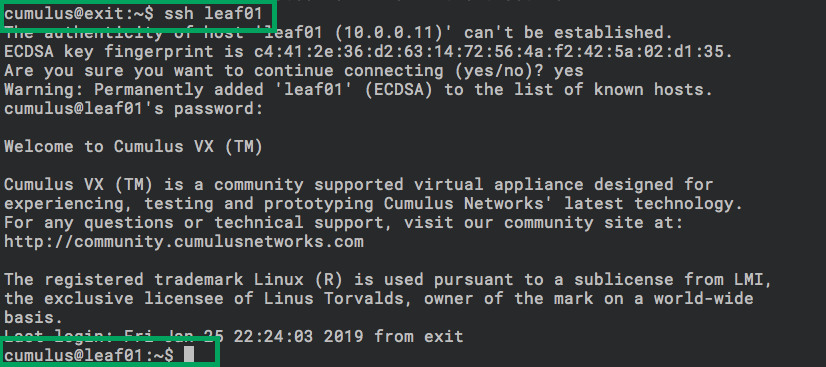 cumulus@exit:~$ ssh leaf01
The authenticity of host 'leaf01 (10.0.0.11)' can't be established.
ECDSA key fingerprint is c4:41:2e:36:d2:63:14:72:56:4a:f2:42:5a:02:d1:35.
Are you sure you want to continue connecting (yes/no)? yes
Warning: Permanently added 'leaf01' (ECDSA) to the list of known hosts.
cumulus@leaf01's password:
Welcome to Cumulus VX (TM)
Cumulus VX (TM) is a community supported virtual appliance designed for
experiencing, testing and prototyping Cumulus Networks' latest technology.
For any questions or technical support, visit our community site at:
http://community.cumulusnetworks.com
The registered trademark Linux (R) is used pursuant to a sublicense from LMI,
the exclusive licensee of Linus Torvalds, owner of the mark on a world-wide
basis.
Last login: Fri Jan 25 22:24:03 2019 from exit
cumulus@leaf01:~$